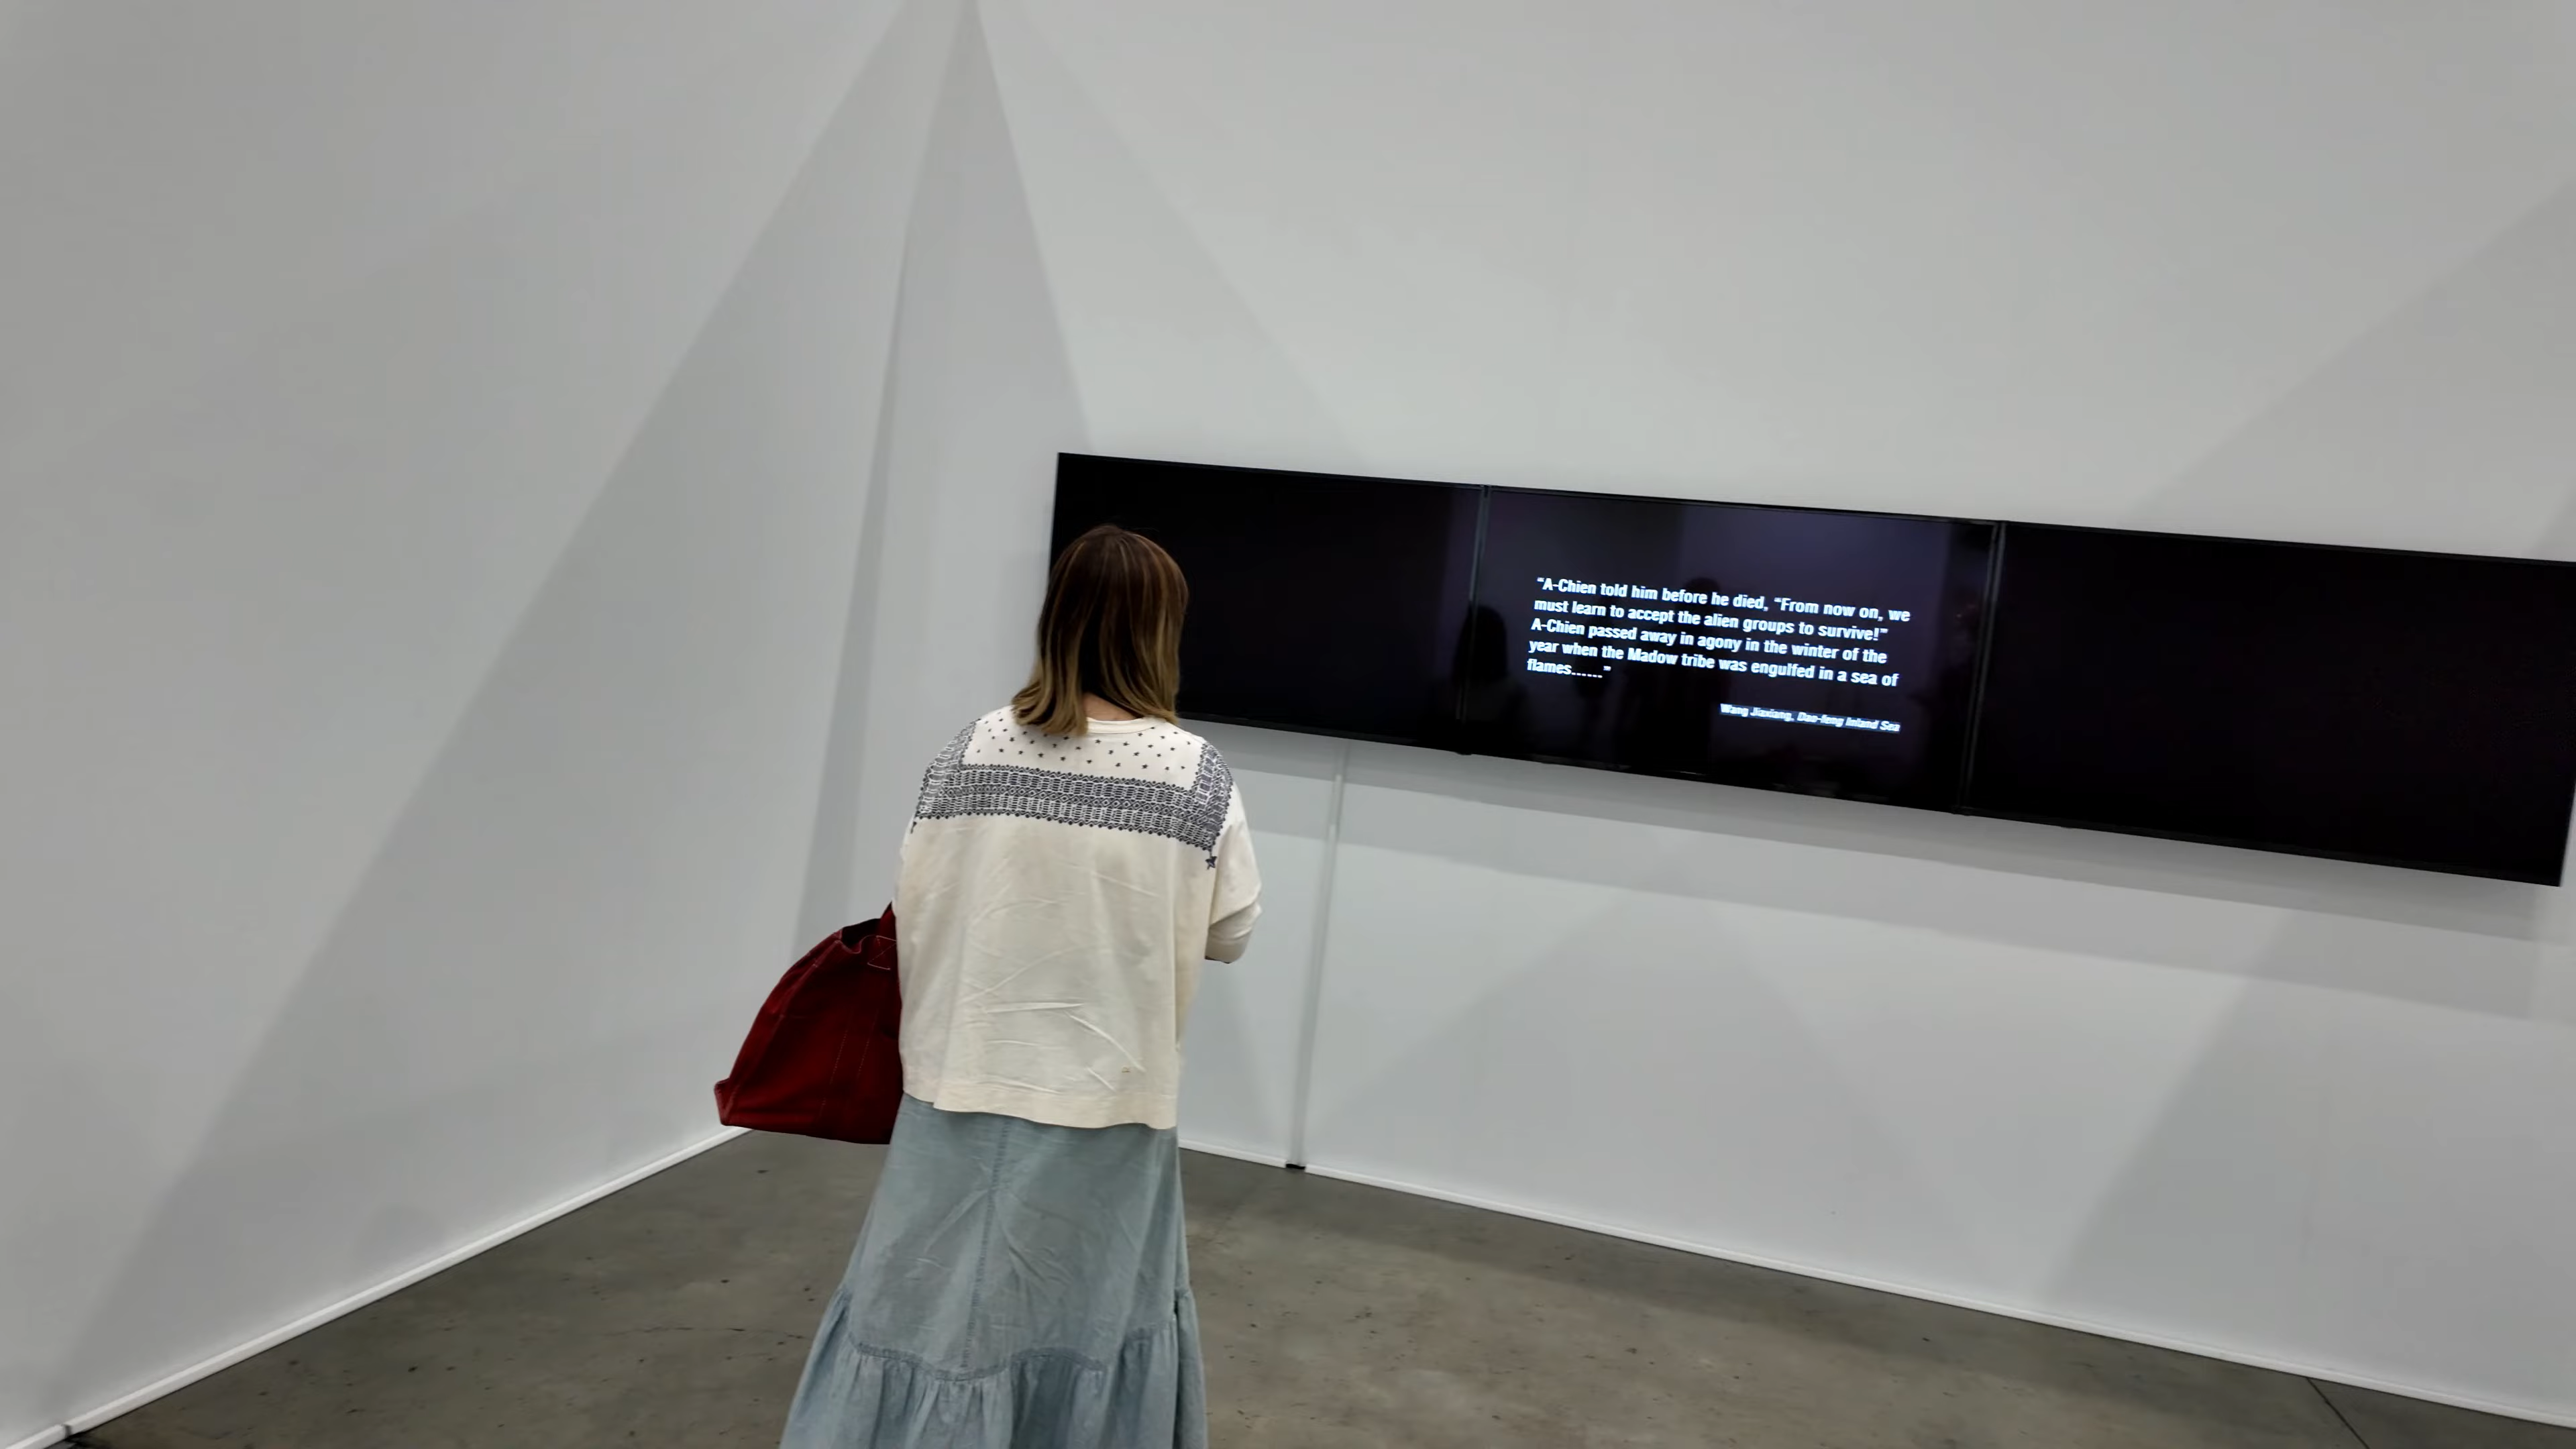 “A-Chien told him before he died, “From now on, we
must learn to accept the alien groups to survive!”
A-Chien passed away in agony in the winter of the
year when the Madow tribe was engulfed in a sea of
flames......”
Wang Jiaxiang, Dao-feng Inland Sea